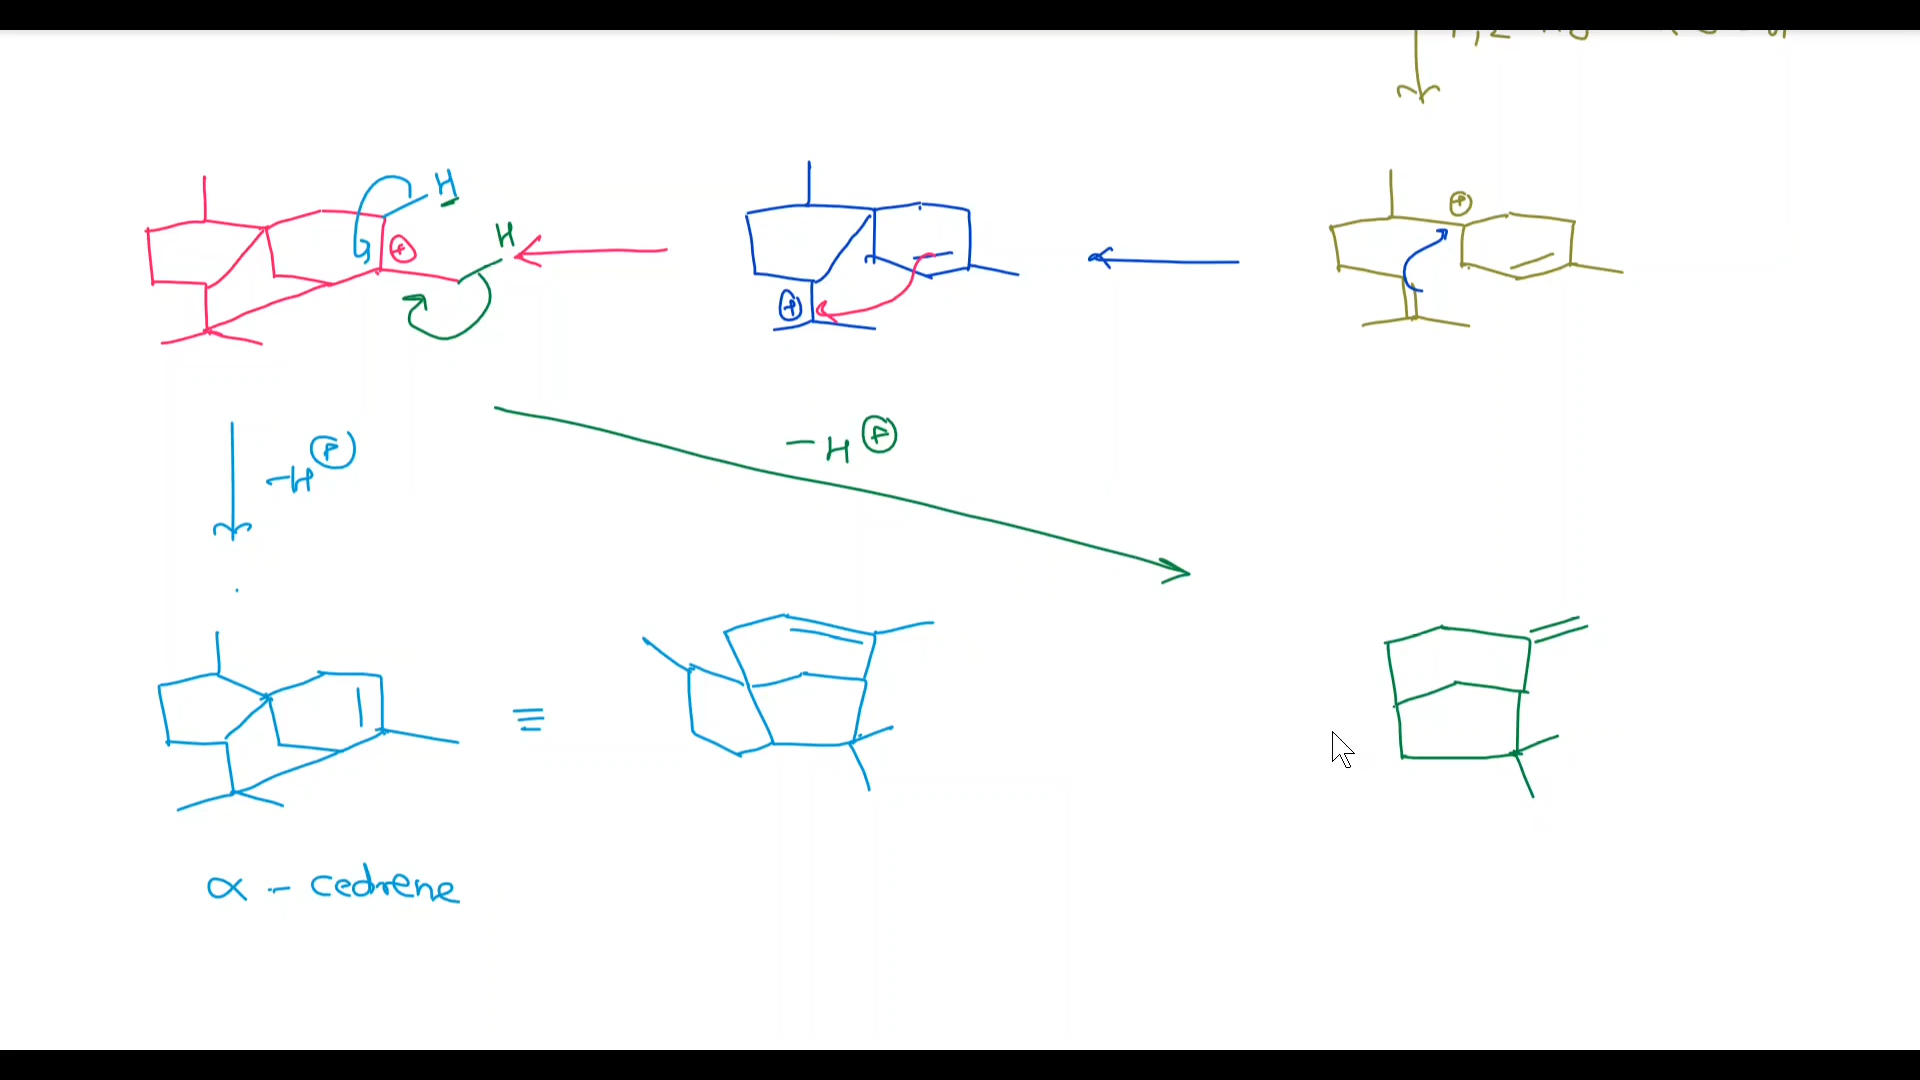 H
H
⊕
⊕
⊕
-H⊕
-H⊕
≡
α - cedrene